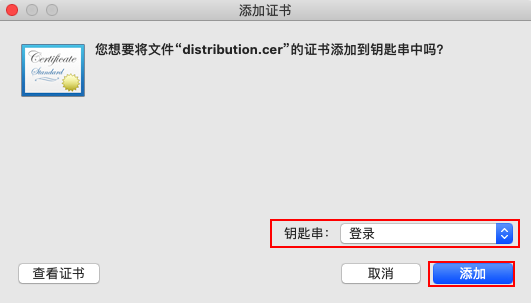 添加证书
您想要将文件“distribution.cer”的证书添加到钥匙串中吗？
Certificate
Standard
钥匙串：
登录
查看证书
取消
添加